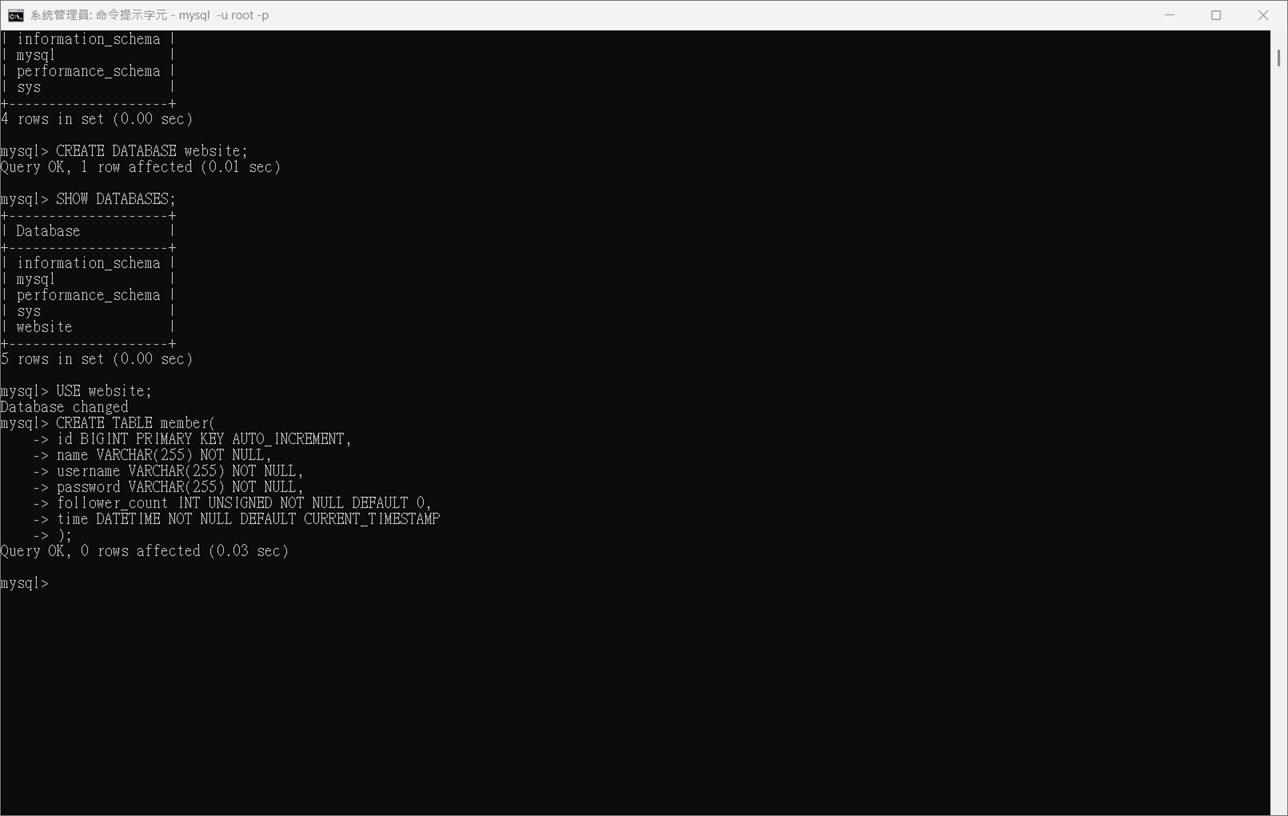 系統管理員: 命令提示字元 - mysql  -u root -p
| information_schema |
| mysql              |
| performance_schema |
| sys                |
+--------------------+
4 rows in set (0.00 sec)
mysql> CREATE DATABASE website;
Query OK, 1 row affected (0.01 sec)
mysql> SHOW DATABASES;
+--------------------+
| Database           |
+--------------------+
| information_schema |
| mysql              |
| performance_schema |
| sys                |
| website            |
+--------------------+
5 rows in set (0.00 sec)
mysql> USE website;
Database changed
mysql> CREATE TABLE member(
    -> id BIGINT PRIMARY KEY AUTO_INCREMENT,
    -> name VARCHAR(255) NOT NULL,
    -> username VARCHAR(255) NOT NULL,
    -> password VARCHAR(255) NOT NULL,
    -> follower_count INT UNSIGNED NOT NULL DEFAULT 0,
    -> time DATETIME NOT NULL DEFAULT CURRENT_TIMESTAMP
    -> );
Query OK, 0 rows affected (0.03 sec)
mysql>